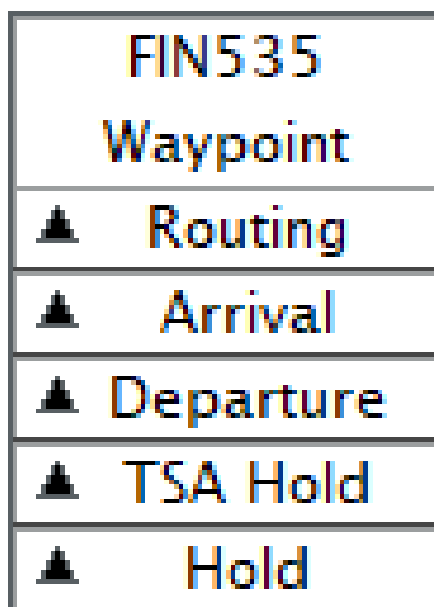 FIN535
Waypoint
Routing
Arrival
Departure
TSA Hold
Hold